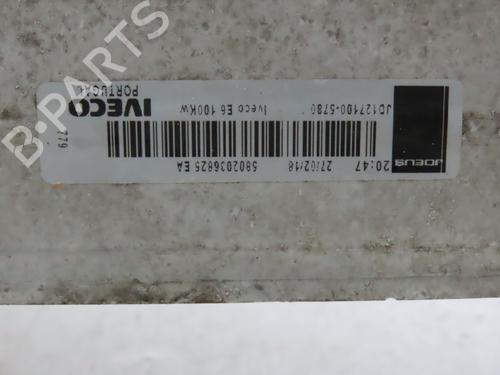 JOEUS
20:47
27/02/18
5802036825 EA
JD127100-5780
Iveco E6 100Kw
IVECO
PORTUGAL
779
B-PARTS